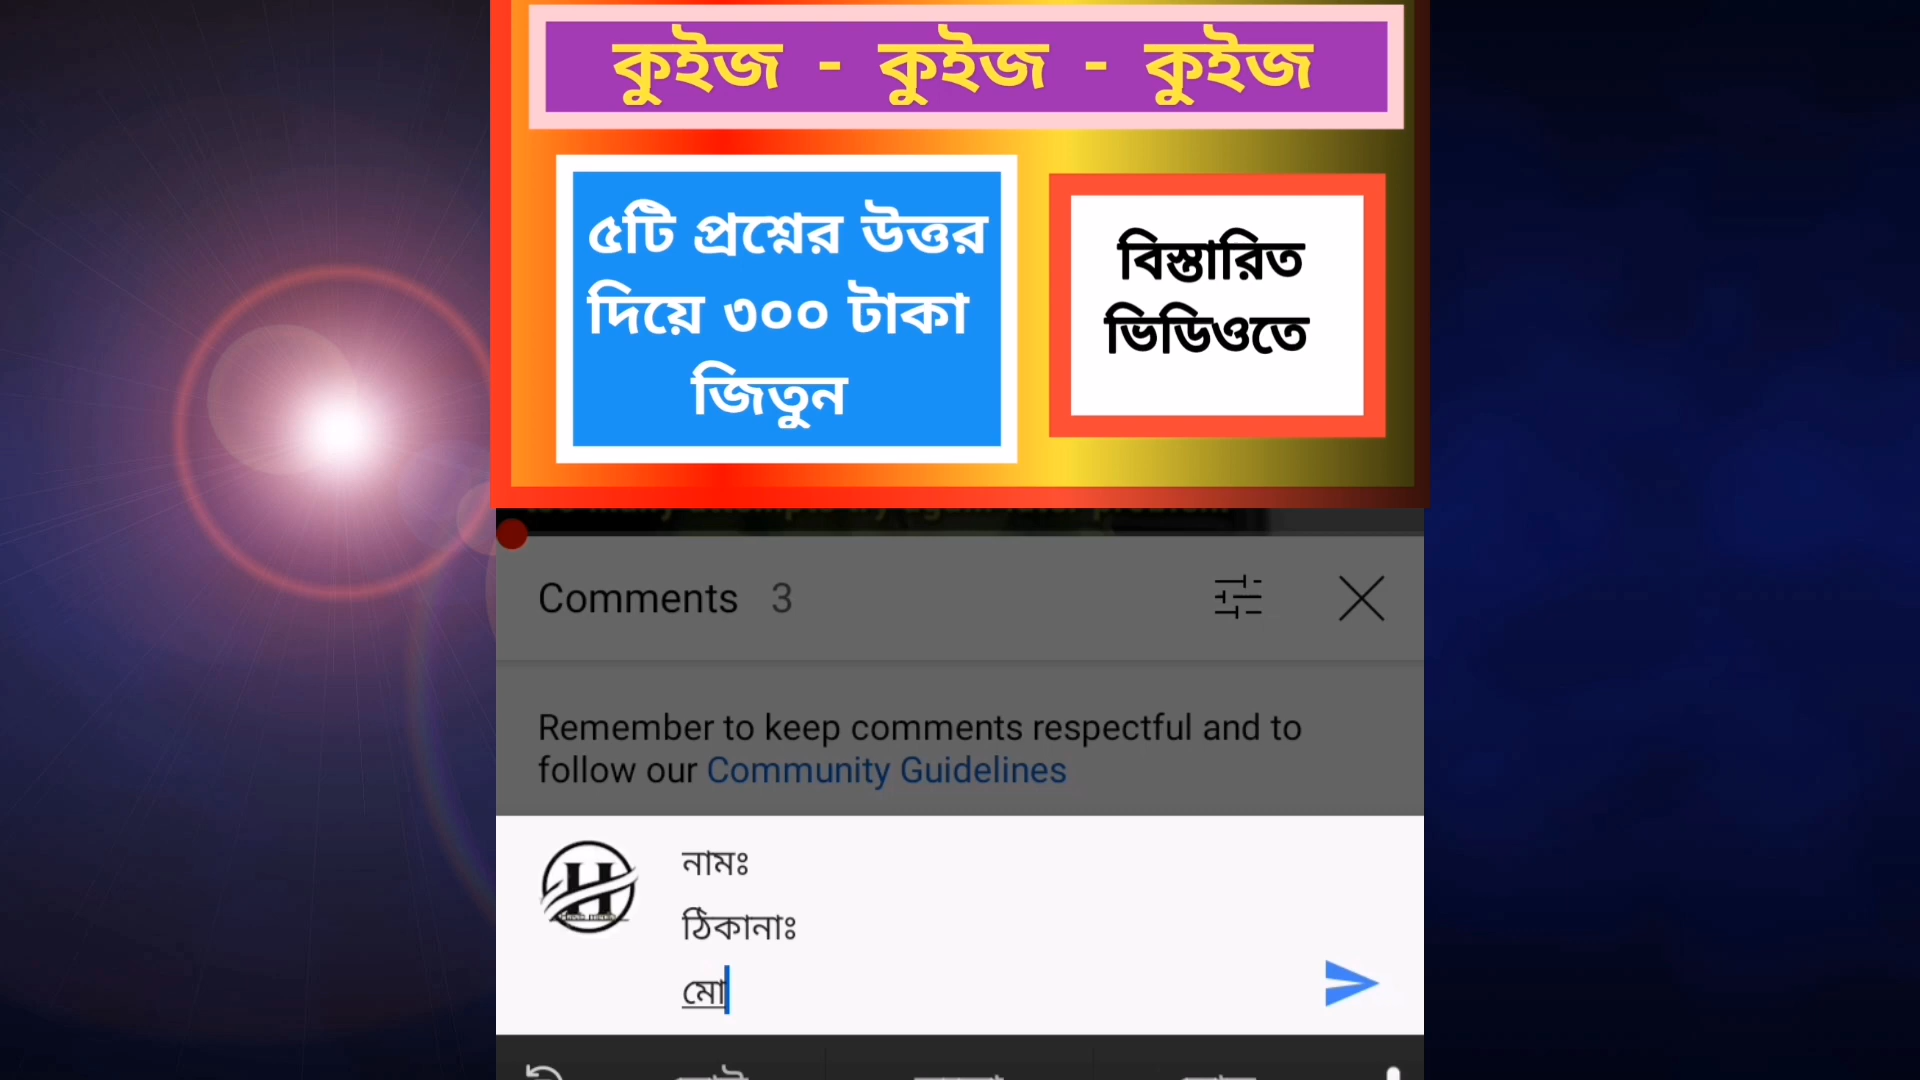 কুইজ - কুইজ - কুইজ
৫টি প্রশ্নের উত্তর
দিয়ে ৩০০ টাকা
জিতুন
বিস্তারিত
ভিডিওতে
Comments 3
Remember to keep comments respectful and to
follow our Community Guidelines
নামঃ
ঠিকানাঃ
মো